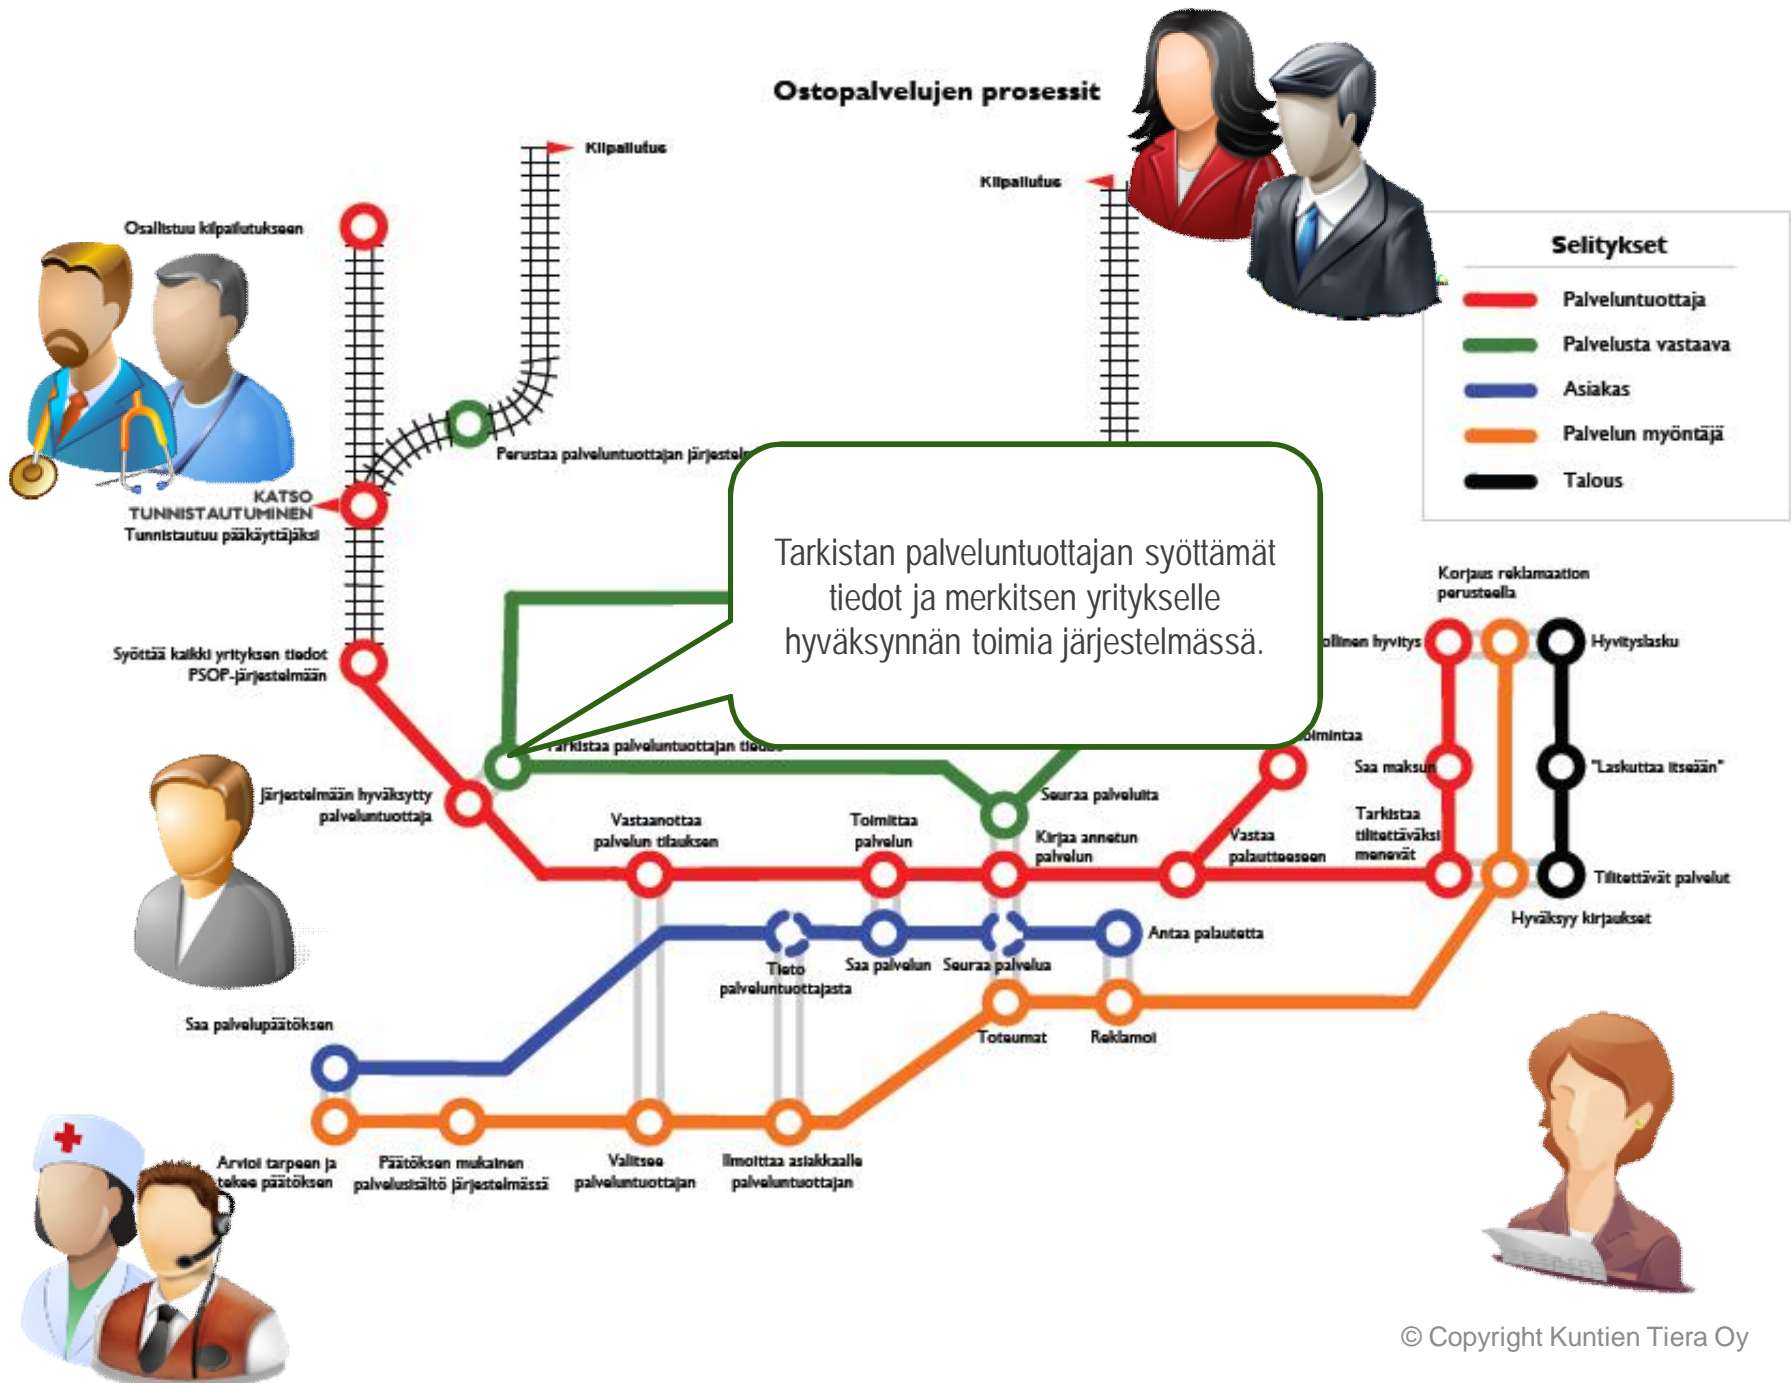 Ostopalvelujen prosessit
Kilpailutus
Kilpailutus
Osallistuu kilpailutukseen
Selitykset
Palveluntuottaja
Palvelusta vastaava
Asiakas
Palvelun myöntäjä
Talous
Perustaa palveluntuottajan
KATSO
TUNNISTAUTUMINEN
Tunnistautuu pääkäyttäjäksi
Tarkistan palveluntuottajan syöttämät
tiedot ja merkitsen yritykselle
hyväksynnän toimia järjestelmässä.
Korjaus reklamaation
perusteella
hyvitys
Hyvityslasku
Syöttää kaikki yrityksen tiedot
PSOP-järjestelmään
Tarkistaa palveluntuottajan tiedot
Saa maksun
"Laskuttaa itseään"
Järjestelmään hyväksytty
palveluntuottaja
Seuraa palveluita
Vastaanottaa
palvelun tilauksen
Toimittaa
palvelun
Kirjaa annetun
palvelun
Vastaa
palautteeseen
Tarkistaa
tilitettäväksi
menevät
Tilitettävät palvelut
Hyväksyy kirjaukset
Antaa palautetta
Tieto
palveluntuottajasta
Saa palvelun
Seuraa palvelua
Saa palvelupäätöksen
Toteumat
Reklamoi
Arvioi tarpeen ja
tekee päätöksen
Päätöksen mukainen
palvelusisältö järjestelmässä
Valitsee
palveluntuottajan
Ilmoittaa asiakkaalle
palveluntuottajan
© Copyright Kuntien Tiera Oy